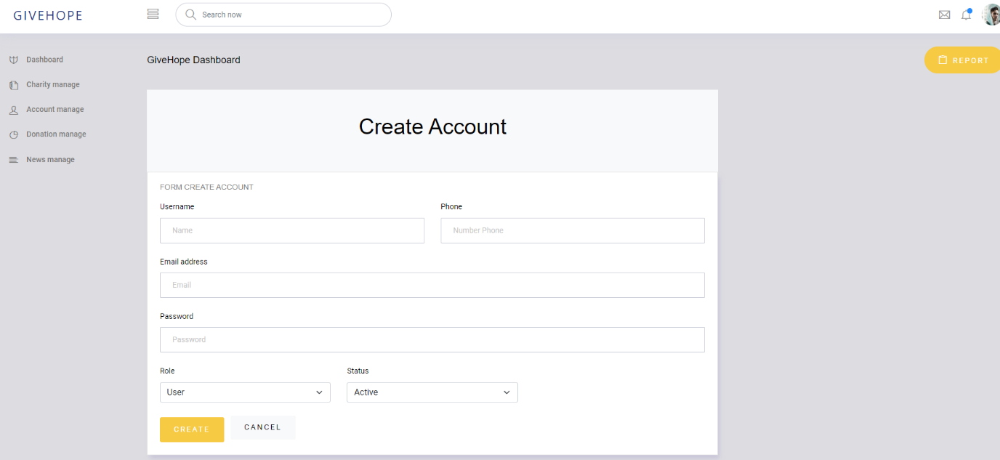 GIVEHOPE
Search now
Dashboard
Charity manage
Account manage
Donation manage
News manage
GiveHope Dashboard
REPORT
Create Account
FORM CREATE ACCOUNT
Username
Phone
Name
Number Phone
Email address
Email
Password
Password
Role
Status
User
Active
CREATE
CANCEL